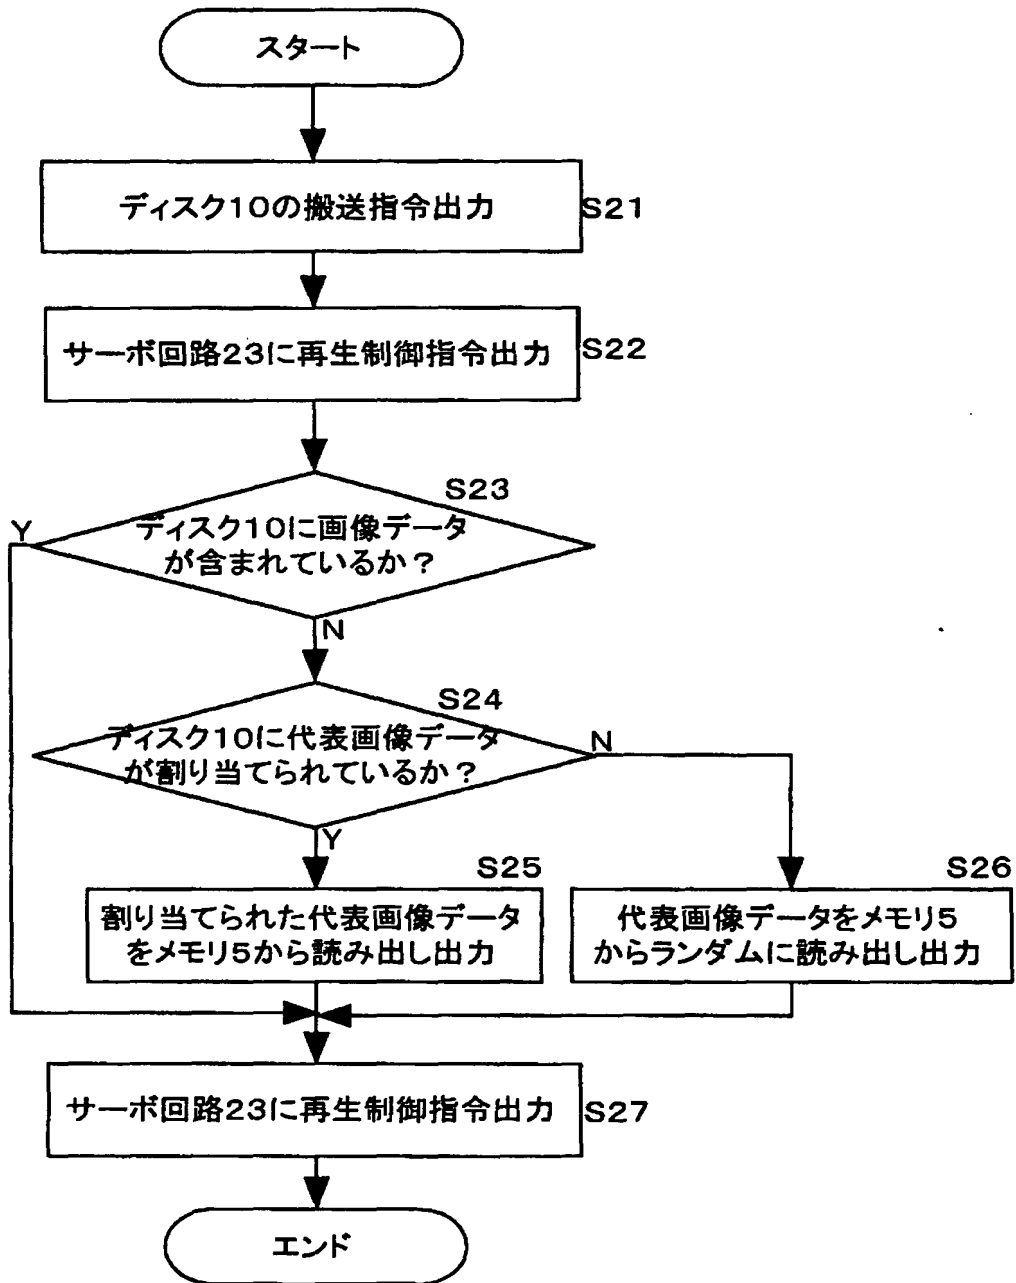 スタート
ディスク10の搬送指令出力
S21
サーボ回路23に再生制御指令出力
S22
S23
Y
ディスク10に画像データ
が含まれているか？
N
S24
ディスク10に代表画像データ
が割り当てられているか？
N
Y
S25
割り当てられた代表画像データ
をメモリ5から読み出し出力
S26
代表画像データをメモリ5
からランダムに読み出し出力
サーボ回路23に再生制御指令出力
S27
エンド